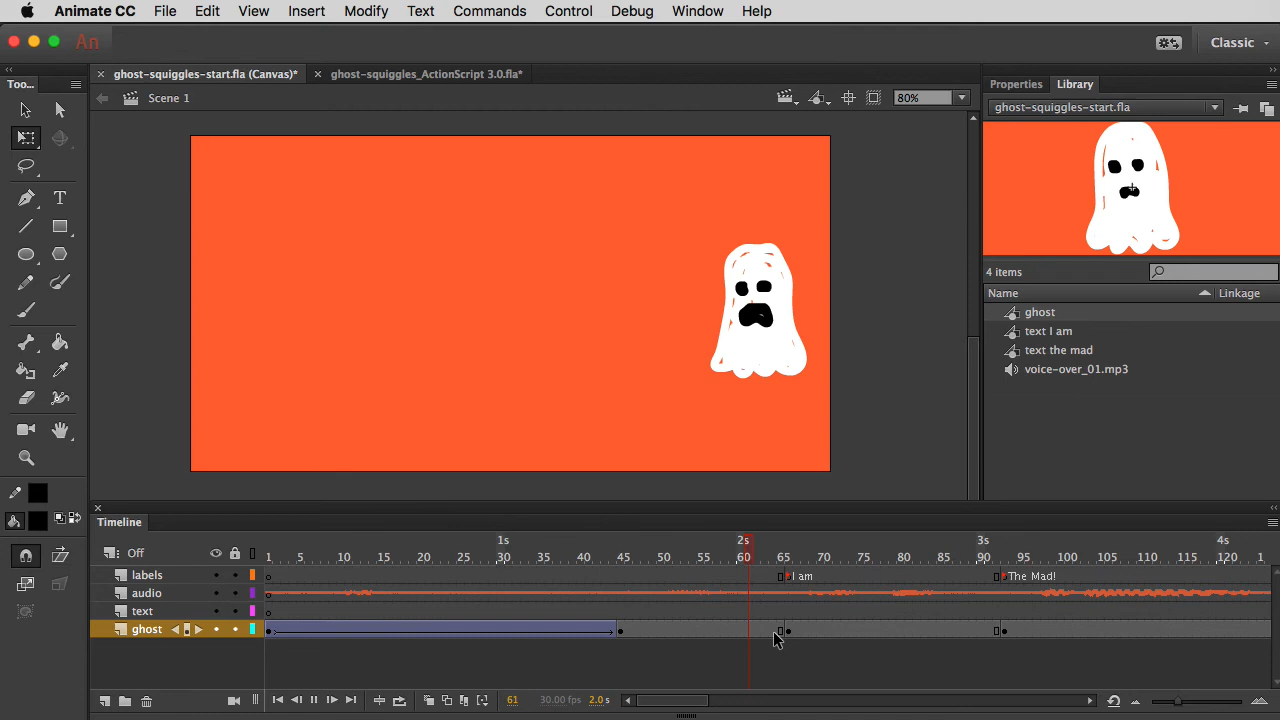 Animate CC File Edit View Insert Modify Text Commands Control Debug Window Help
An Classic
Too...
ghost-squiggles-start.fla (Canvas)* ghost-squiggles_ActionScript 3.0.fla*
Properties Library
Scene 1 80%
ghost-squiggles-start.fla
4 items
Name Linkage
ghost
text I am
text the mad
voice-over_01.mp3
Timeline
1s 2s 3s 4s
Off 1 5 10 15 20 25 30 35 40 45 50 55 60 65 70 75 80 85 90 95 100 105 110 115 120 1
labels I am The Mad!
audio
text
ghost
61 30.00 fps 2.0 s